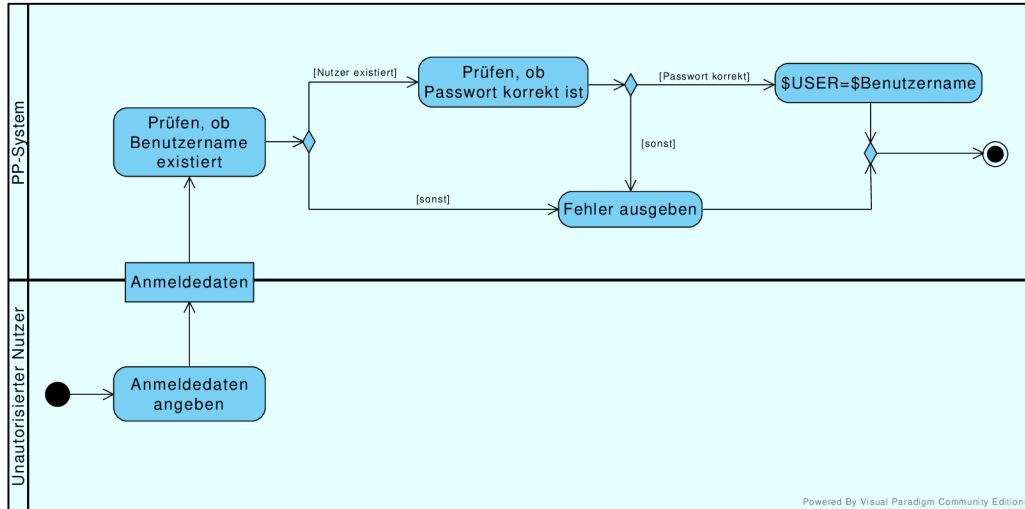 PP-System
[Nutzer existiert]
Prüfen, ob
Passwort korrekt ist
[Passwort korrekt]
$USER=$Benutzername
Prüfen, ob
Benutzername
existiert
[sonst]
[sonst]
Fehler ausgeben
Anmeldedaten
Unautorisierter Nutzer
Anmeldedaten
angeben
Powered By Visual Paradigm Community Edition